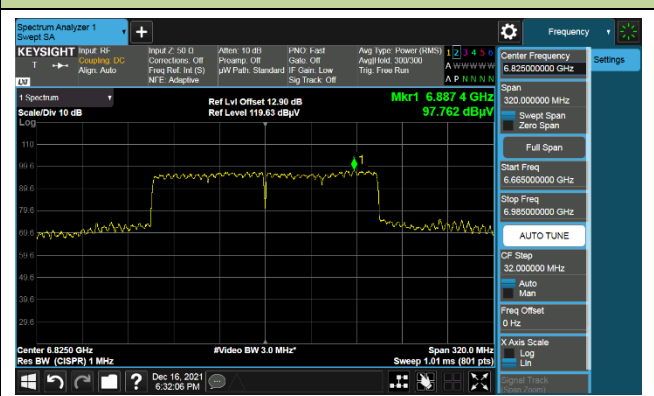 Spectrum Analyzer 1
Swept SA
+
Frequency
KEYSIGHT Input: RF
Coupling: DC
Align: Auto
Input Z: 50 Ω
Corrections: Off
Freq Ref: Int (S)
NFE: Adaptive
Atten: 10 dB
Preamp: Off
µW Path: Standard
PNO: Fast
Gate: Off
IF Gain: Low
Sig Track: Off
Avg Type: Power (RMS)
Avg|Hold: 300/300
Trig: Free Run
1 2 3 4 5 6
A W W W W W
A P N N N N
T
LXI
1 Spectrum
Scale/Div 10 dB
Log
Ref Lvl Offset 12.90 dB
Ref Level 119.63 dBµV
Mkr1 6.887 4 GHz
97.762 dBµV
110
99.6
89.6
79.6
69.6
59.6
49.6
39.6
29.6
1
Center 6.8250 GHz
Res BW (CISPR) 1 MHz
#Video BW 3.0 MHz*
Span 320.0 MHz
Sweep 1.01 ms (801 pts)
Center Frequency
6.825000000 GHz
Settings
Span
320.000000 MHz
Swept Span
Zero Span
Full Span
Start Freq
6.665000000 GHz
Stop Freq
6.985000000 GHz
AUTO TUNE
CF Step
32.000000 MHz
Auto
Man
Freq Offset
0 Hz
X Axis Scale
Log
Lin
Signal Track
(Span Zoom)
?
Dec 16, 2021
6:32:06 PM